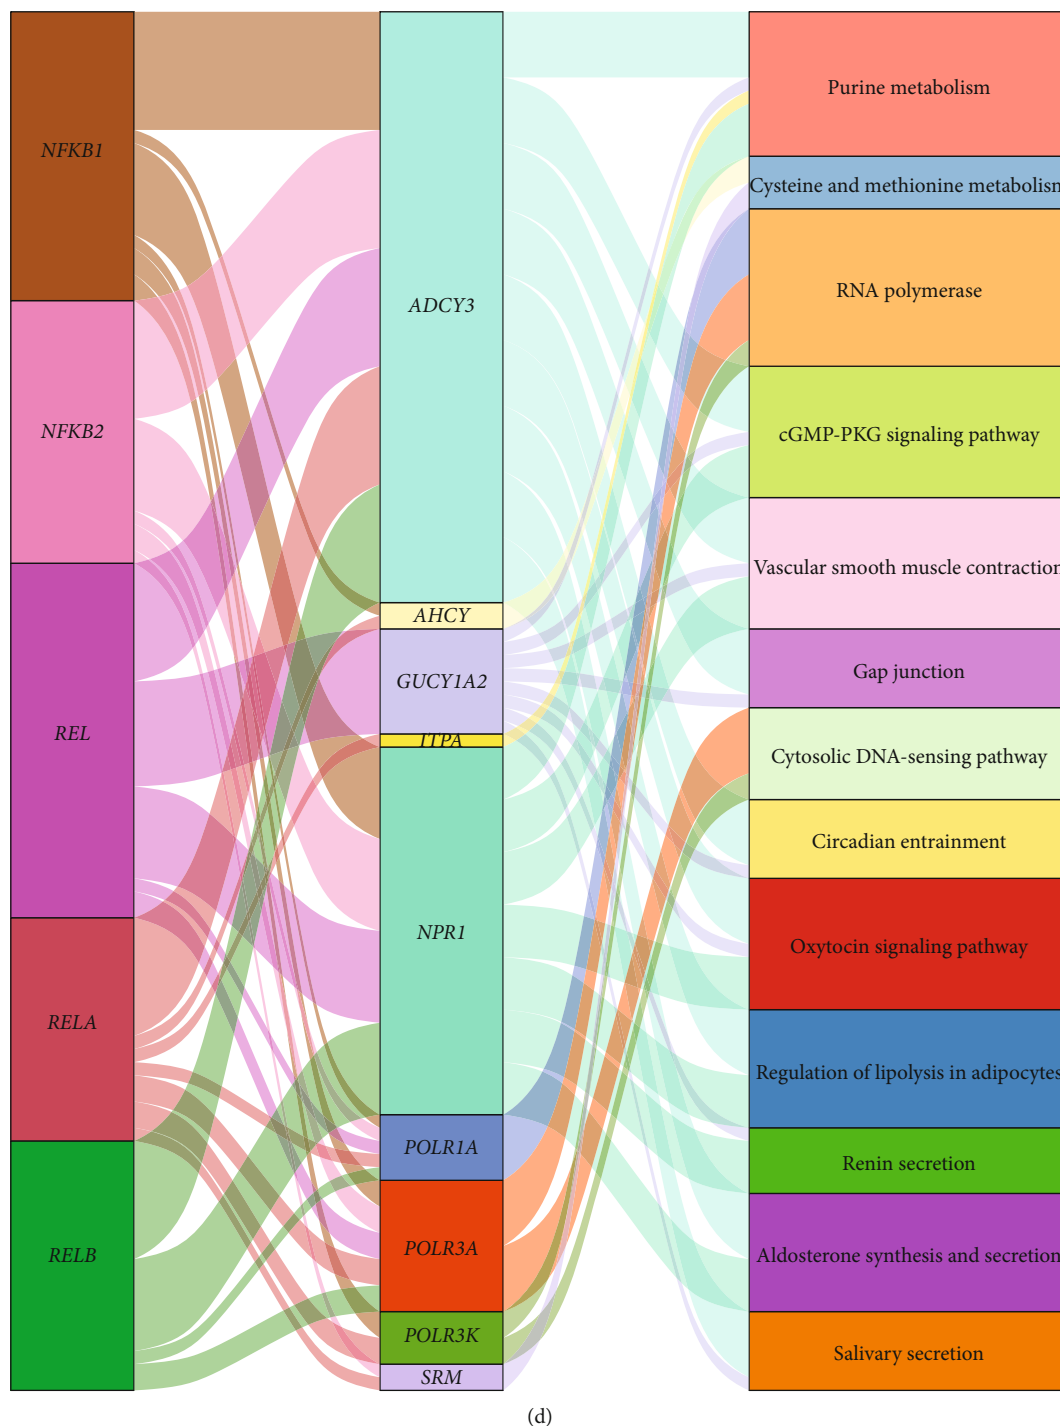 NFKB1
NFKB2
REL
RELA
RELB
ADCY3
AHCY
GUCY1A2
ITPA
NPR1
POLR1A
POLR3A
POLR3K
SRM
Purine metabolism
Cysteine and methionine metabolism
RNA polymerase
cGMP-PKG signaling pathway
Vascular smooth muscle contraction
Gap junction
Cytosolic DNA-sensing pathway
Circadian entrainment
Oxytocin signaling pathway
Regulation of lipolysis in adipocytes
Renin secretion
Aldosterone synthesis and secretion
Salivary secretion
(d)